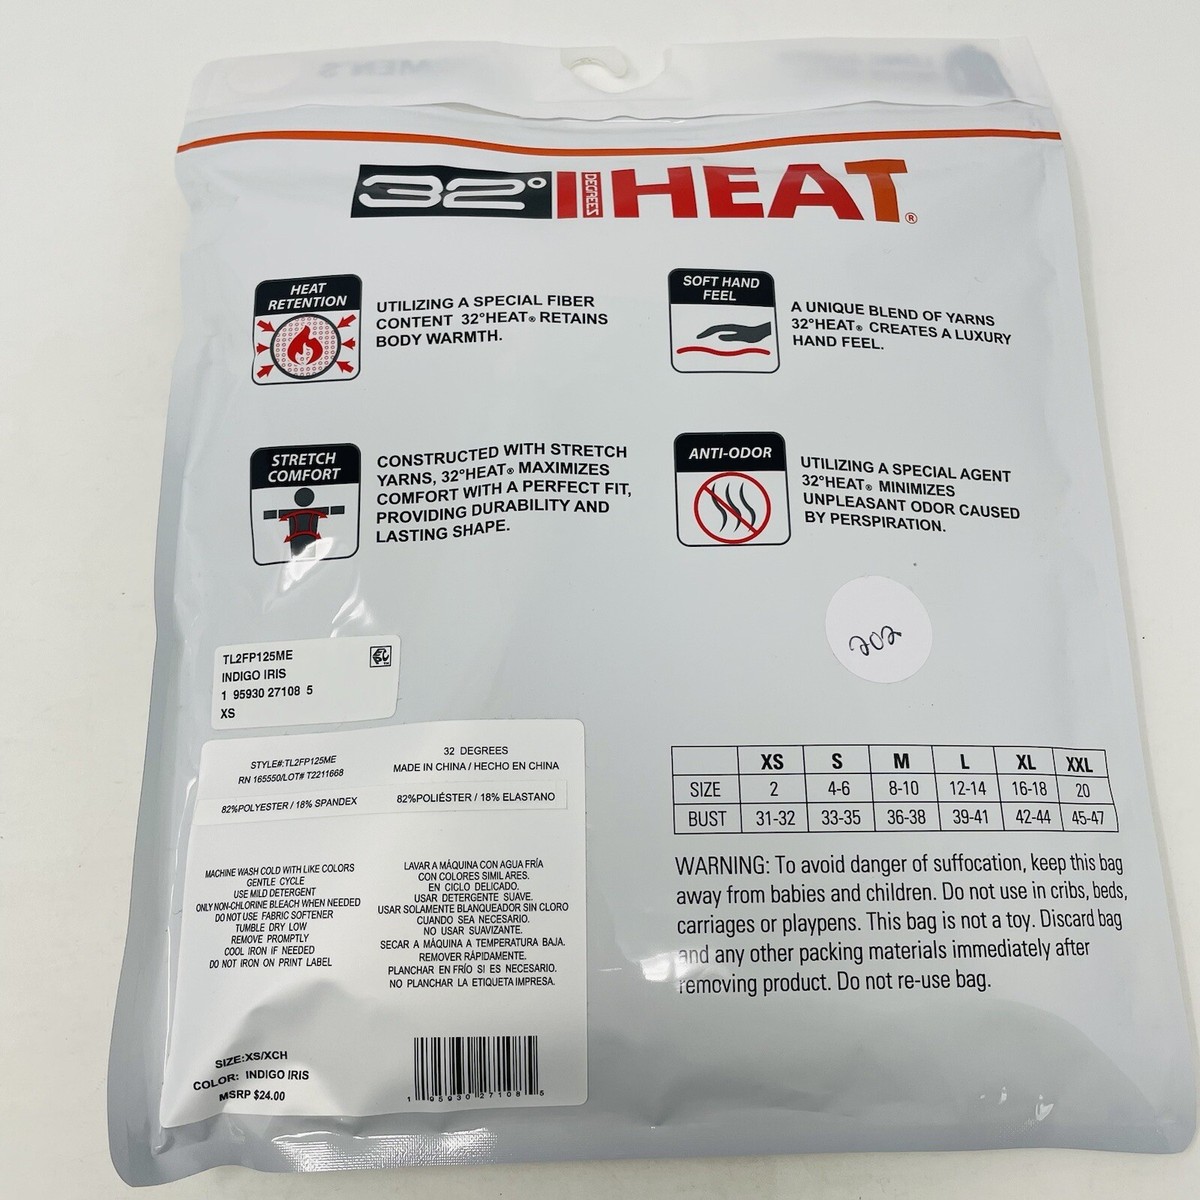 32° DEGREES HEAT®
HEAT
RETENTION
UTILIZING A SPECIAL FIBER
CONTENT 32°HEAT® RETAINS
BODY WARMTH.
SOFT HAND
FEEL
A UNIQUE BLEND OF YARNS
32°HEAT® CREATES A LUXURY
HAND FEEL.
STRETCH
COMFORT
CONSTRUCTED WITH STRETCH
YARNS, 32°HEAT® MAXIMIZES
COMFORT WITH A PERFECT FIT,
PROVIDING DURABILITY AND
LASTING SHAPE.
ANTI-ODOR
UTILIZING A SPECIAL AGENT
32°HEAT® MINIMIZES
UNPLEASANT ODOR CAUSED
BY PERSPIRATION.
202
TL2FP125ME
INDIGO IRIS
1 95930 27108 5
XS
STYLE#:TL2FP125ME
RN 165550/LOT# T2211668
82%POLYESTER / 18% SPANDEX
32 DEGREES
MADE IN CHINA / HECHO EN CHINA
82%POLIÉSTER / 18% ELASTANO
MACHINE WASH COLD WITH LIKE COLORS
GENTLE CYCLE
USE MILD DETERGENT
ONLY NON-CHLORINE BLEACH WHEN NEEDED
DO NOT USE FABRIC SOFTENER
TUMBLE DRY LOW
REMOVE PROMPTLY
COOL IRON IF NEEDED
DO NOT IRON ON PRINT LABEL
LAVAR A MÁQUINA CON AGUA FRÍA
CON COLORES SIMILARES.
EN CICLO DELICADO.
USAR DETERGENTE SUAVE.
USAR SOLAMENTE BLANQUEADOR SIN CLORO
CUANDO SEA NECESARIO.
NO USAR SUAVIZANTE.
SECAR A MÁQUINA A TEMPERATURA BAJA.
REMOVER RÁPIDAMENTE.
PLANCHAR EN FRÍO SI ES NECESARIO.
NO PLANCHAR LA ETIQUETA IMPRESA.
SIZE:XS/XCH
COLOR: INDIGO IRIS
MSRP $24.00
1 95930 27108 5
XS S M L XL XXL
SIZE 2 4-6 8-10 12-14 16-18 20
BUST 31-32 33-35 36-38 39-41 42-44 45-47
WARNING: To avoid danger of suffocation, keep this bag
away from babies and children. Do not use in cribs, beds,
carriages or playpens. This bag is not a toy. Discard bag
and any other packing materials immediately after
removing product. Do not re-use bag.